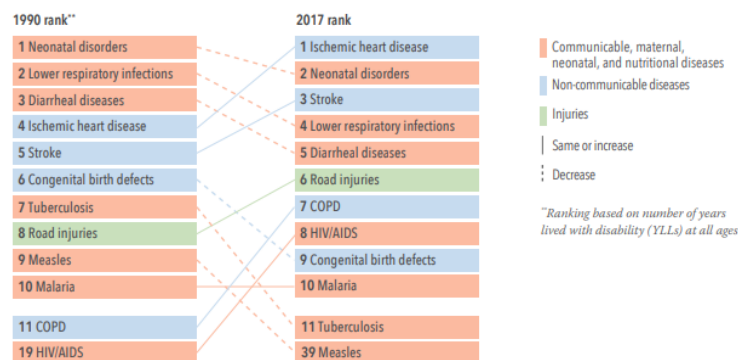 1990 rank**
1 Neonatal disorders
2 Lower respiratory infections
3 Diarrheal diseases
4 Ischemic heart disease
5 Stroke
6 Congenital birth defects
7 Tuberculosis
8 Road injuries
9 Measles
10 Malaria
11 COPD
19 HIV/AIDS
2017 rank
1 Ischemic heart disease
2 Neonatal disorders
3 Stroke
4 Lower respiratory infections
5 Diarrheal diseases
6 Road injuries
7 COPD
8 HIV/AIDS
9 Congenital birth defects
10 Malaria
11 Tuberculosis
39 Measles
Communicable, maternal,
neonatal, and nutritional diseases
Non-communicable diseases
Injuries
Same or increase
Decrease
**Ranking based on number of years
lived with disability (YLLs) at all ages